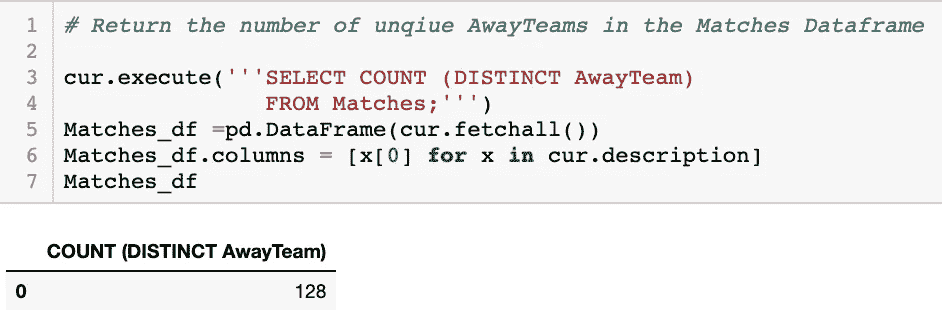 1 # Return the number of unqiue AwayTeams in the Matches Dataframe
2
3 cur.execute('''SELECT COUNT (DISTINCT AwayTeam)
4 FROM Matches;''')
5 Matches_df =pd.DataFrame(cur.fetchall())
6 Matches_df.columns = [x[0] for x in cur.description]
7 Matches_df
COUNT (DISTINCT AwayTeam)
0 128